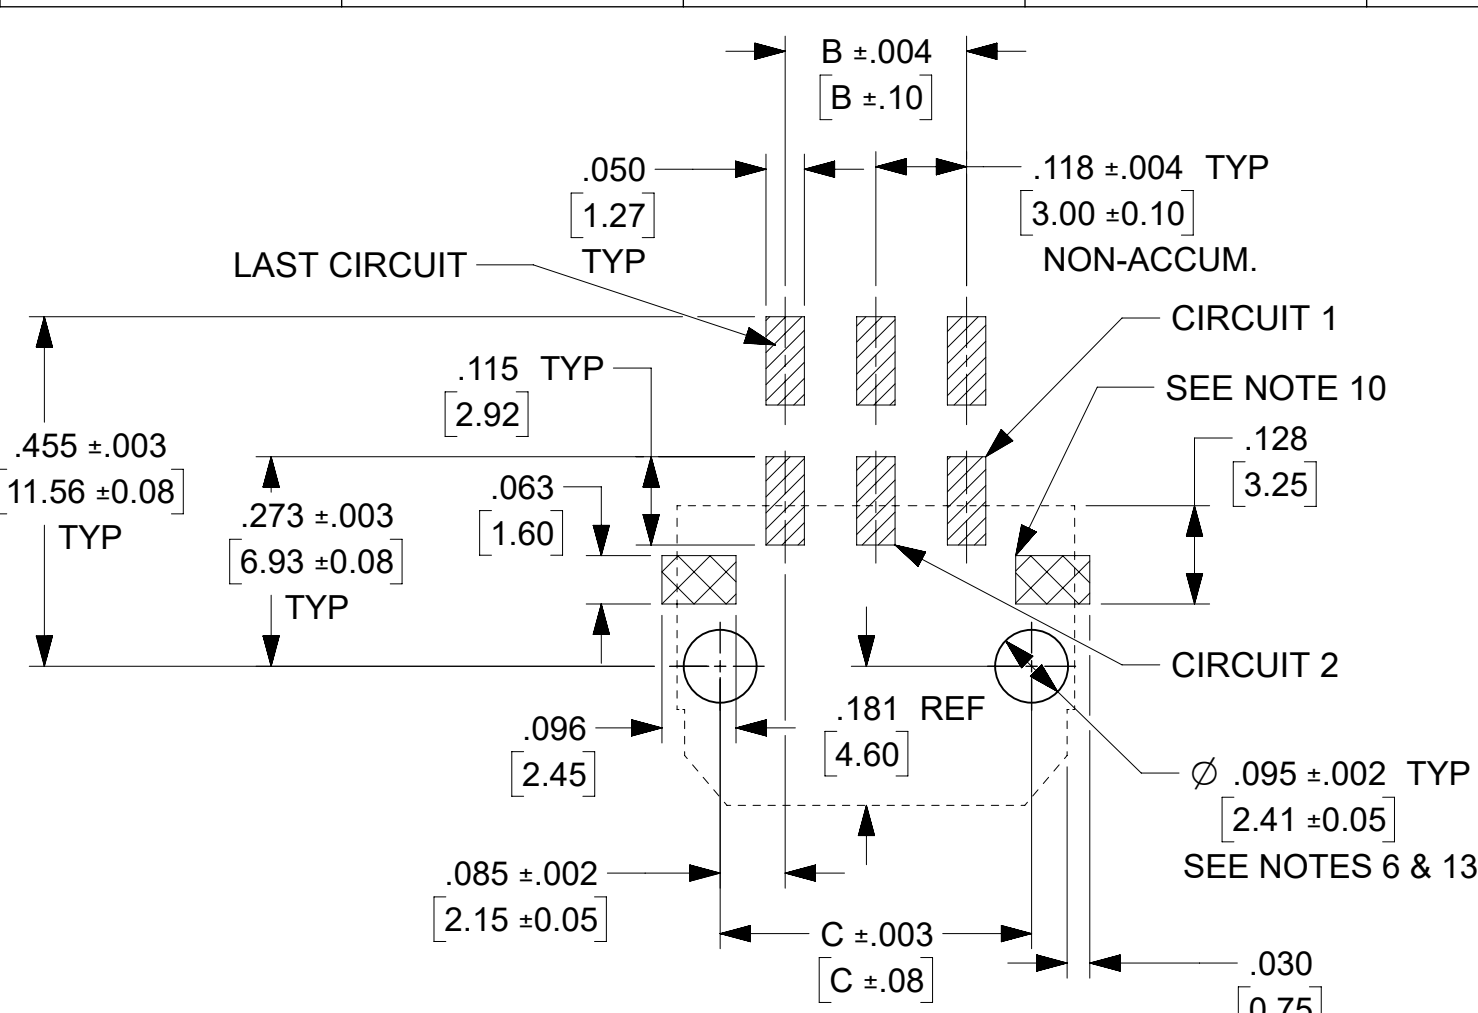 B ±.004
[B ±.10]
.050
[1.27]
TYP
.118 ±.004 TYP
[3.00 ±0.10]
NON-ACCUM.
LAST CIRCUIT
CIRCUIT 1
.115 TYP
[2.92]
SEE NOTE 10
.455 ±.003
[11.56 ±0.08]
TYP
.128
[3.25]
.063
[1.60]
.273 ±.003
[6.93 ±0.08]
TYP
CIRCUIT 2
.181 REF
[4.60]
.096
[2.45]
Ø .095 ±.002 TYP
[2.41 ±0.05]
SEE NOTES 6 & 13
.085 ±.002
[2.15 ±0.05]
C ±.003
[C ±.08]
.030
[0.75]